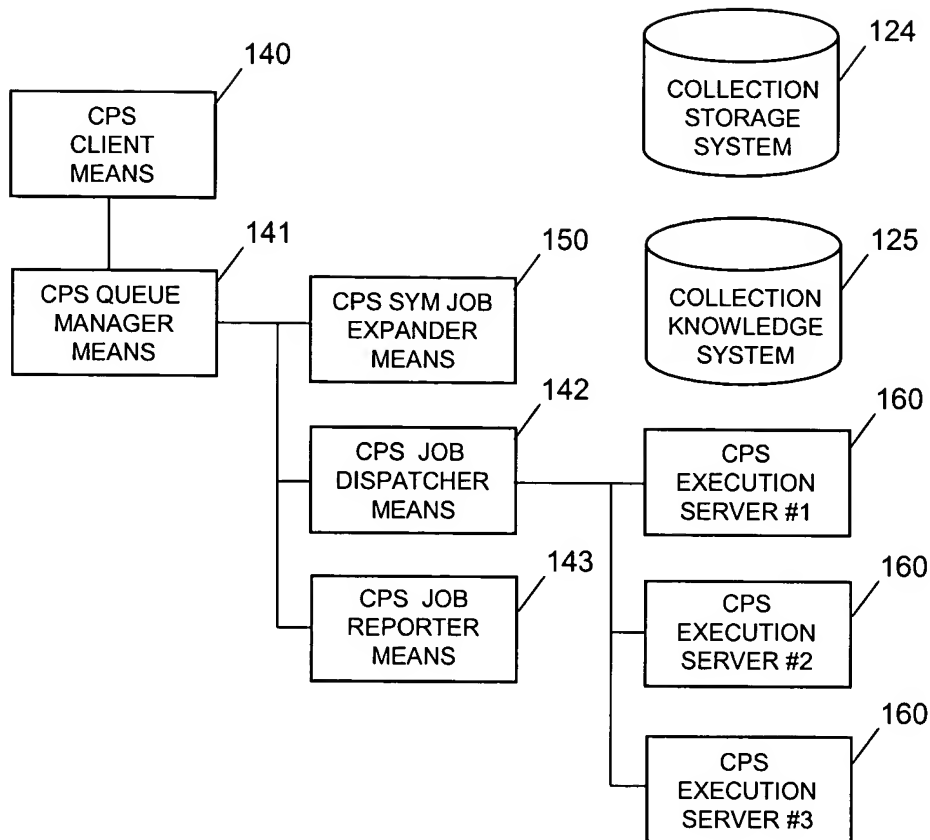 140
CPS
CLIENT
MEANS
124
COLLECTION
STORAGE
SYSTEM
141
CPS QUEUE
MANAGER
MEANS
150
CPS SYM JOB
EXPANDER
MEANS
125
COLLECTION
KNOWLEDGE
SYSTEM
142
CPS JOB
DISPATCHER
MEANS
160
CPS
EXECUTION
SERVER #1
143
CPS JOB
REPORTER
MEANS
160
CPS
EXECUTION
SERVER #2
160
CPS
EXECUTION
SERVER #3